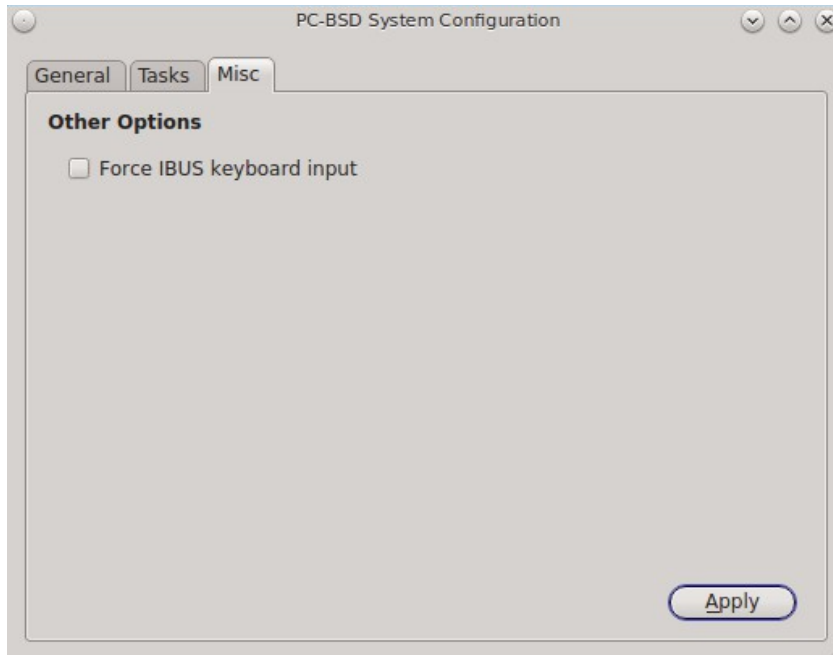 PC-BSD System Configuration
General Tasks Misc
Other Options
Force IBUS keyboard input
Apply